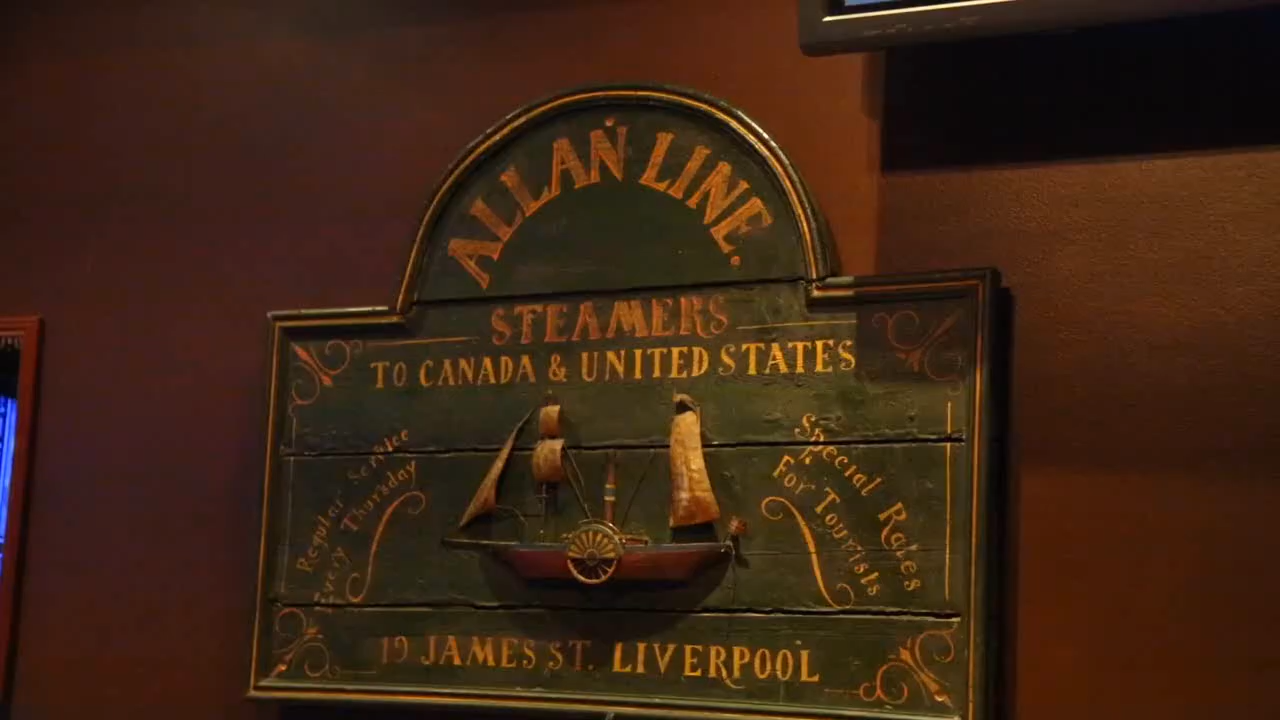 ALLAN LINE.
STEAMERS
TO CANADA & UNITED STATES
Regular Service
Every Thursday
Special Rates
For Tourists
19 JAMES ST. LIVERPOOL